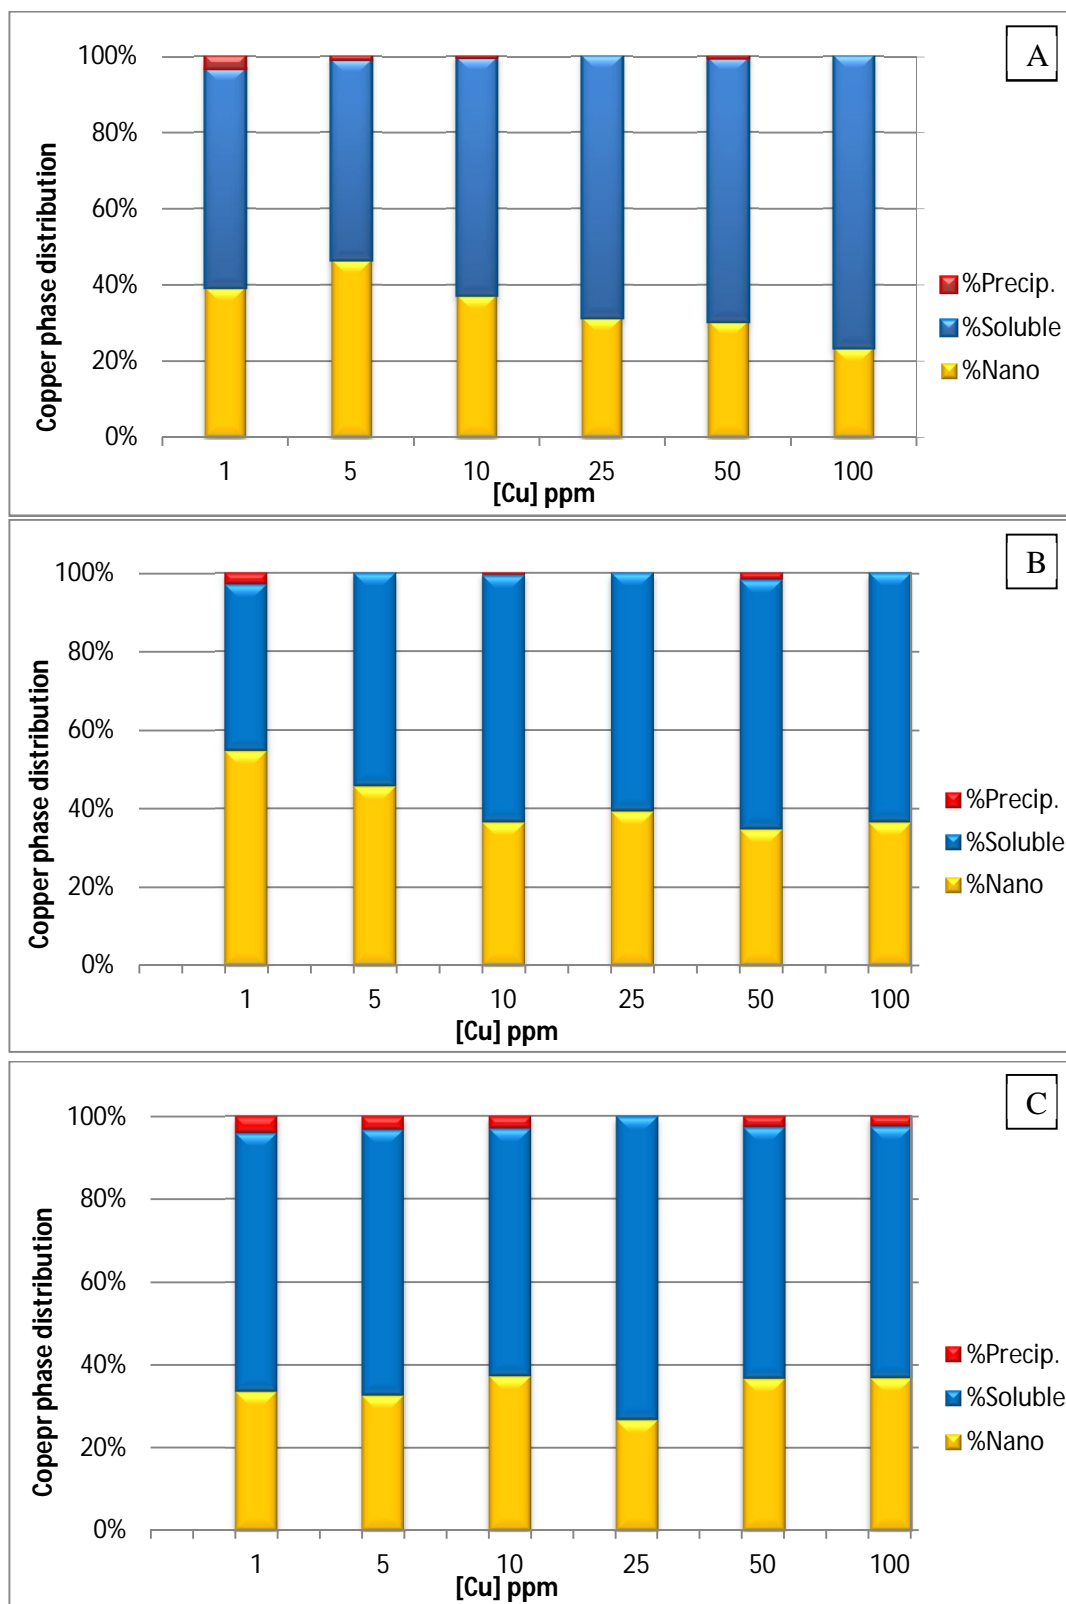 A
Copper phase distribution
100%
80%
60%
40%
20%
0%
1 5 10 25 50 100
[Cu] ppm
%Precip.
%Soluble
%Nano
B
Copper phase distribution
100%
80%
60%
40%
20%
0%
1 5 10 25 50 100
[Cu] ppm
%Precip.
%Soluble
%Nano
C
Copepr phase distribution
100%
80%
60%
40%
20%
0%
1 5 10 25 50 100
[Cu] ppm
%Precip.
%Soluble
%Nano